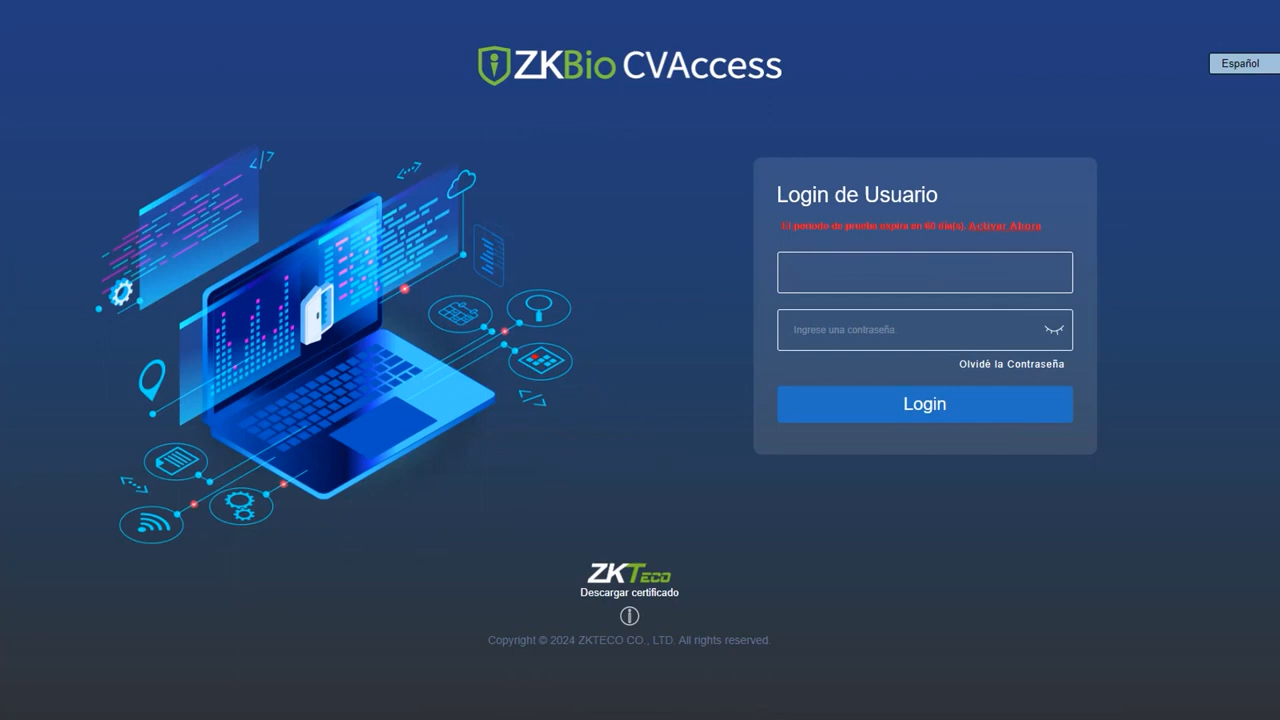 ZKBio CVAccess
Español
Login de Usuario
El periodo de prueba expira en 60 día(s). Activar Ahora
Ingrese una contraseña.
Olvidé la Contraseña
Login
ZKTeco
Descargar certificado
Copyright © 2024 ZKTECO CO., LTD. All rights reserved.